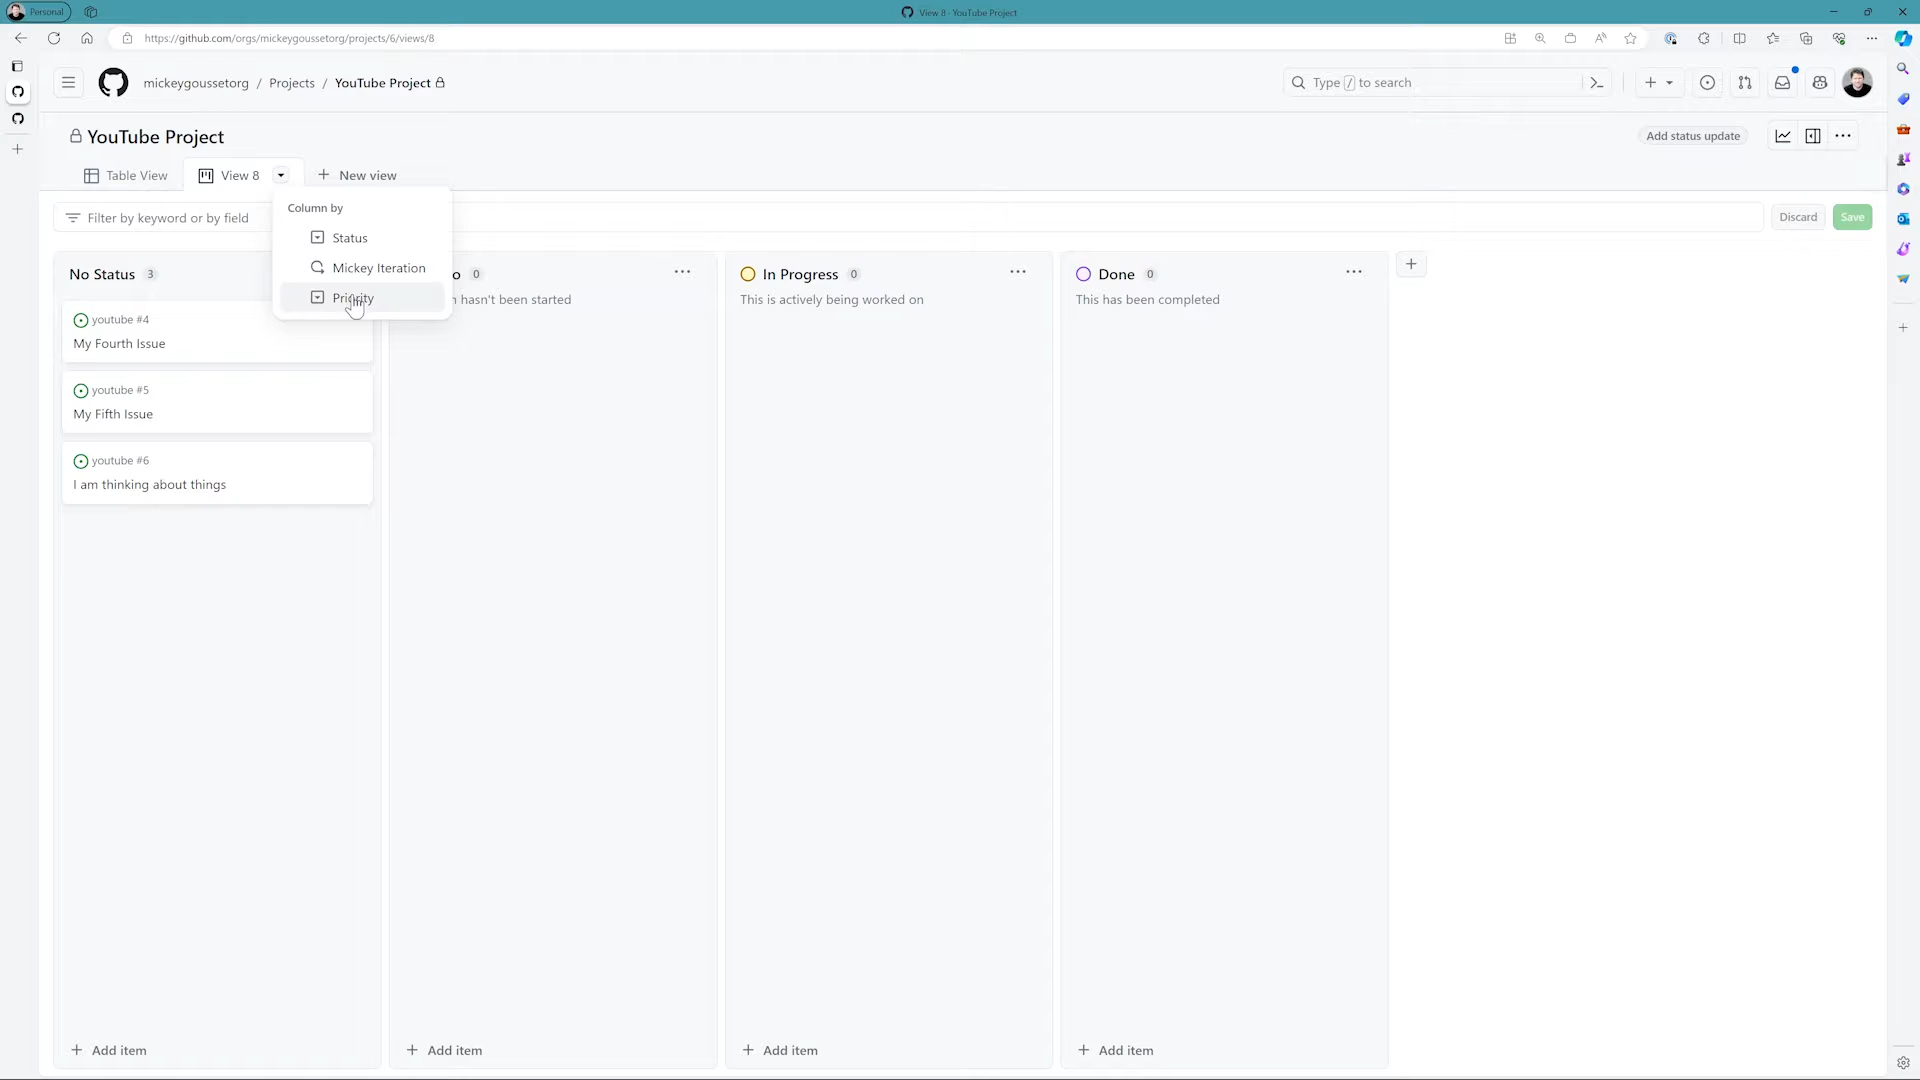 Personal
View 8 · YouTube Project
https://github.com/orgs/mickeygoussetorg/projects/6/views/8
mickeygoussetorg / Projects / YouTube Project
Type / to search
YouTube Project
Add status update
Table View
View 8
New view
Filter by keyword or by field
Discard
Save
Column by
Status
Mickey Iteration
Priority
No Status 3
youtube #4
My Fourth Issue
youtube #5
My Fifth Issue
youtube #6
I am thinking about things
Add item
o 0
hasn't been started
Add item
In Progress 0
This is actively being worked on
Add item
Done 0
This has been completed
Add item